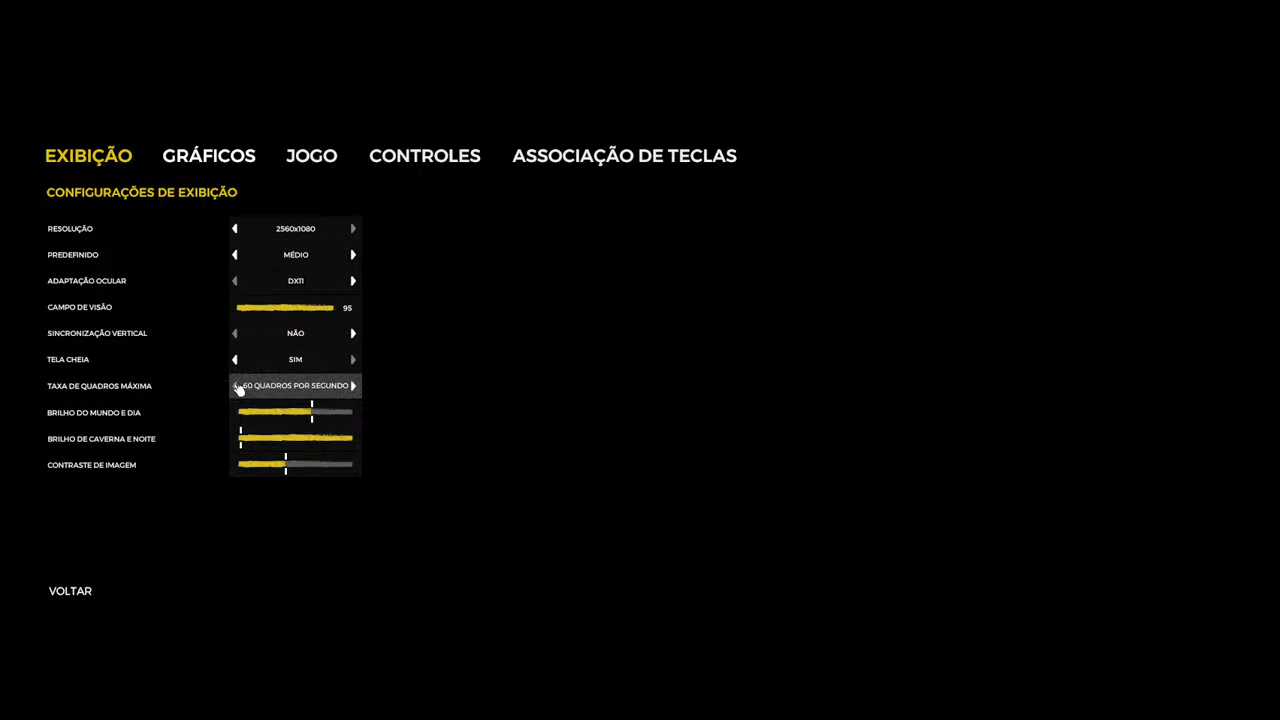 EXIBIÇÃO GRÁFICOS JOGO CONTROLES ASSOCIAÇÃO DE TECLAS
CONFIGURAÇÕES DE EXIBIÇÃO
RESOLUÇÃO 2560x1080
PREDEFINIDO MÉDIO
ADAPTAÇÃO OCULAR DX11
CAMPO DE VISÃO 95
SINCRONIZAÇÃO VERTICAL NÃO
TELA CHEIA SIM
TAXA DE QUADROS MÁXIMA 60 QUADROS POR SEGUNDO
BRILHO DO MUNDO E DIA
BRILHO DE CAVERNA E NOITE
CONTRASTE DE IMAGEM
VOLTAR